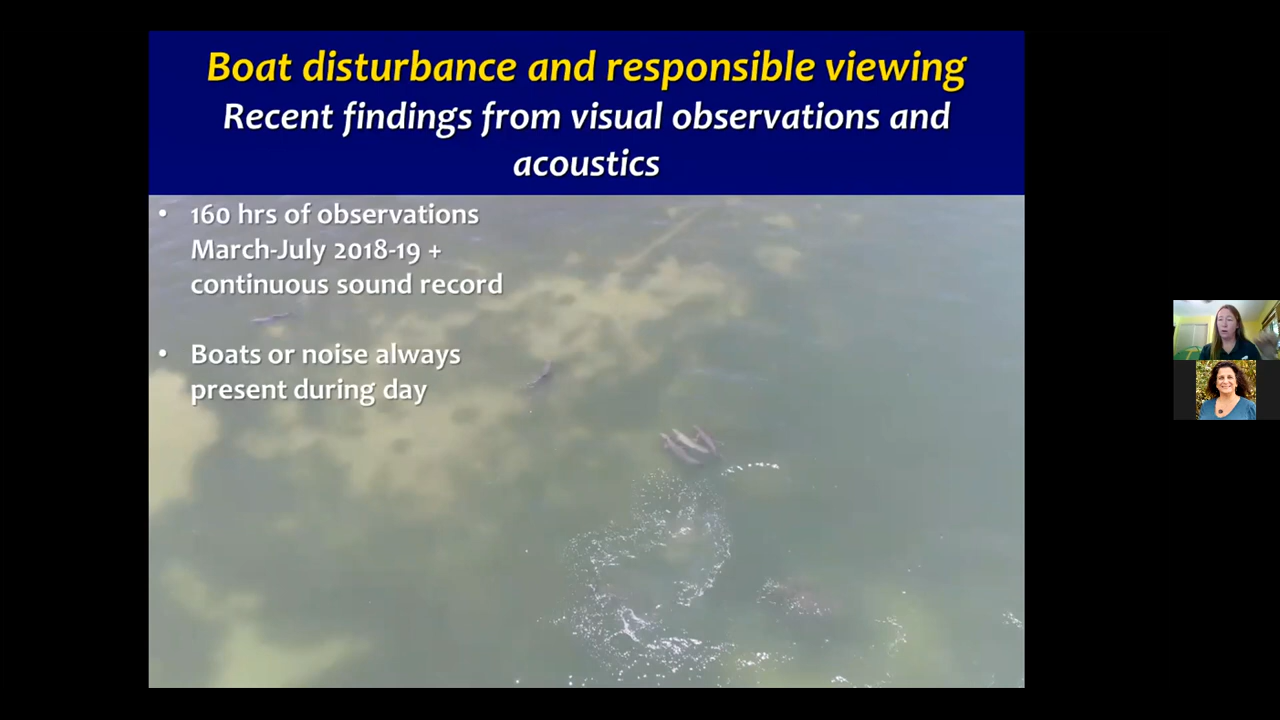 Boat disturbance and responsible viewing
Recent findings from visual observations and
acoustics
• 160 hrs of observations
March-July 2018-19 +
continuous sound record
• Boats or noise always
present during day